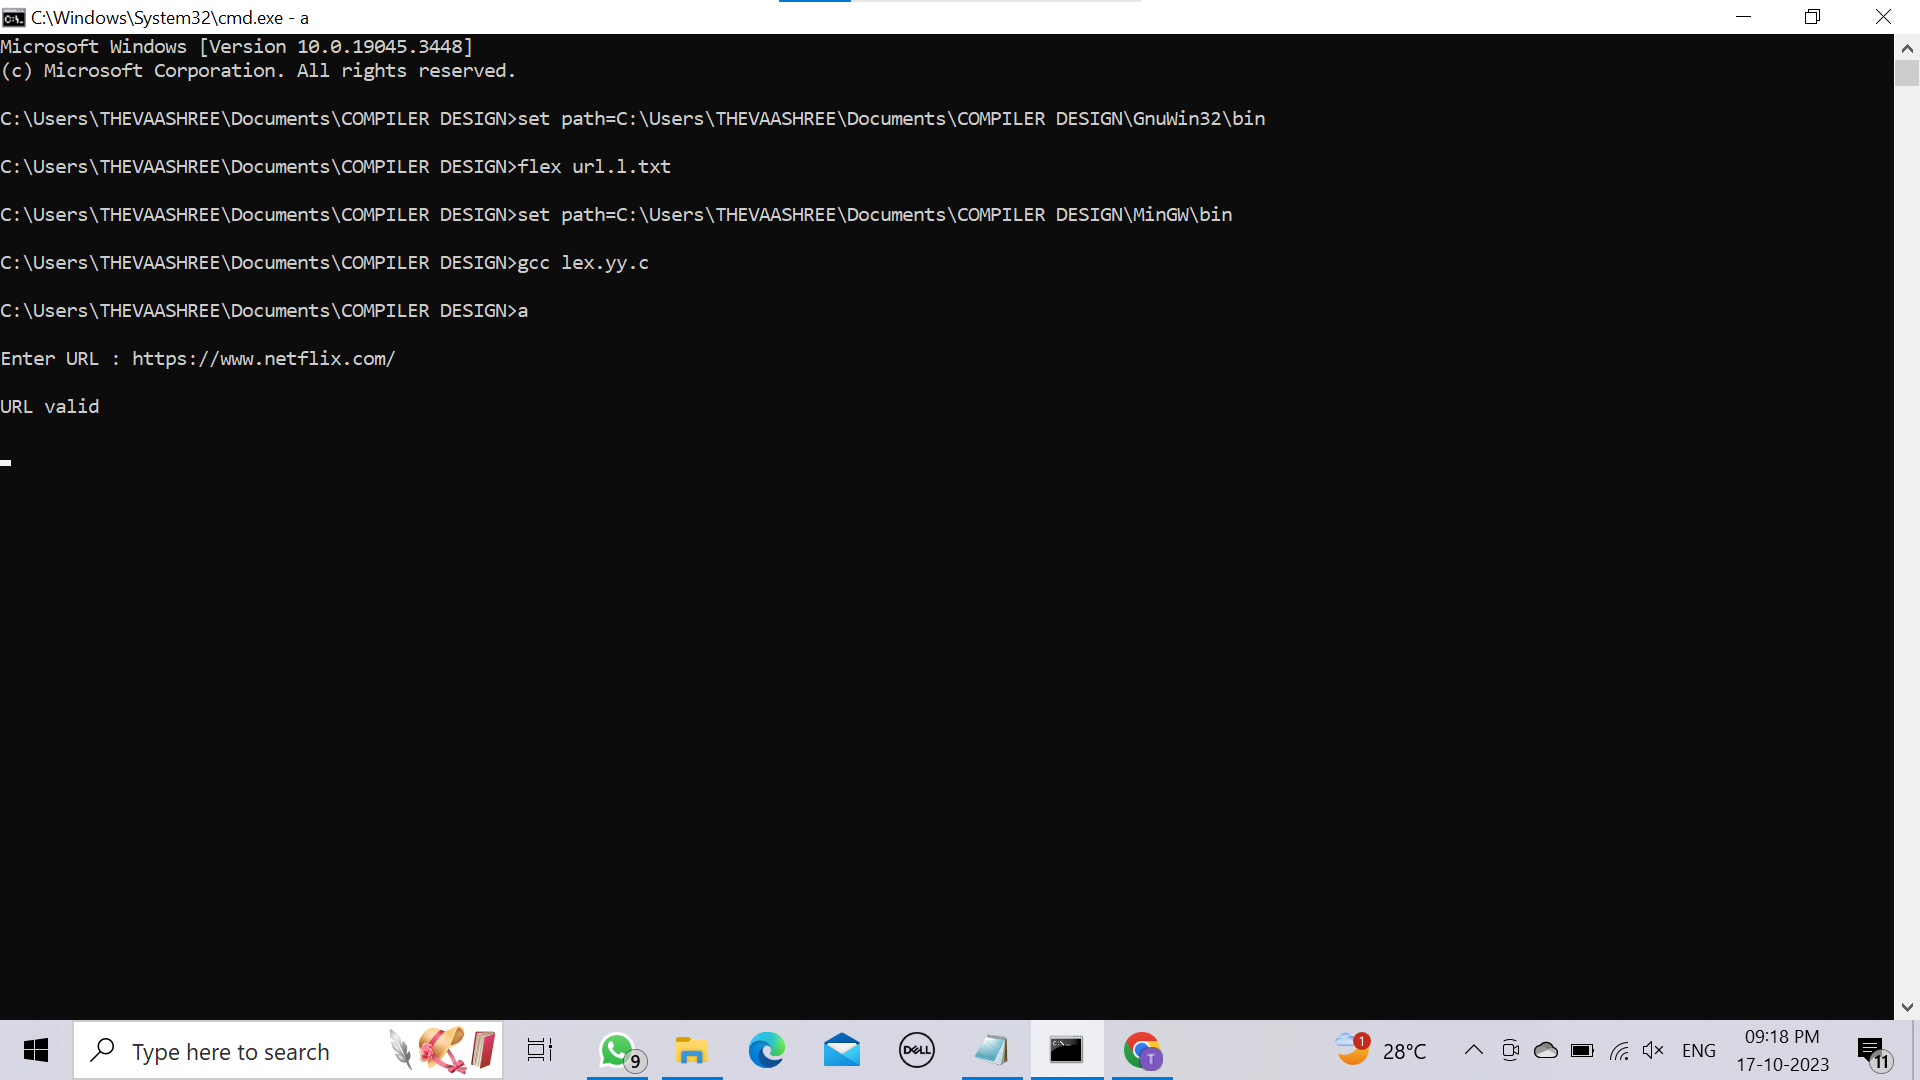 C:\Windows\System32\cmd.exe - a
Microsoft Windows [Version 10.0.19045.3448]
(c) Microsoft Corporation. All rights reserved.
C:\Users\THEVAASHREE\Documents\COMPILER DESIGN>set path=C:\Users\THEVAASHREE\Documents\COMPILER DESIGN\GnuWin32\bin
C:\Users\THEVAASHREE\Documents\COMPILER DESIGN>flex url.l.txt
C:\Users\THEVAASHREE\Documents\COMPILER DESIGN>set path=C:\Users\THEVAASHREE\Documents\COMPILER DESIGN\MinGW\bin
C:\Users\THEVAASHREE\Documents\COMPILER DESIGN>gcc lex.yy.c
C:\Users\THEVAASHREE\Documents\COMPILER DESIGN>a
Enter URL : https://www.netflix.com/
URL valid
Type here to search
9
DELL
T
1
28°C
ENG
09:18 PM
17-10-2023
11